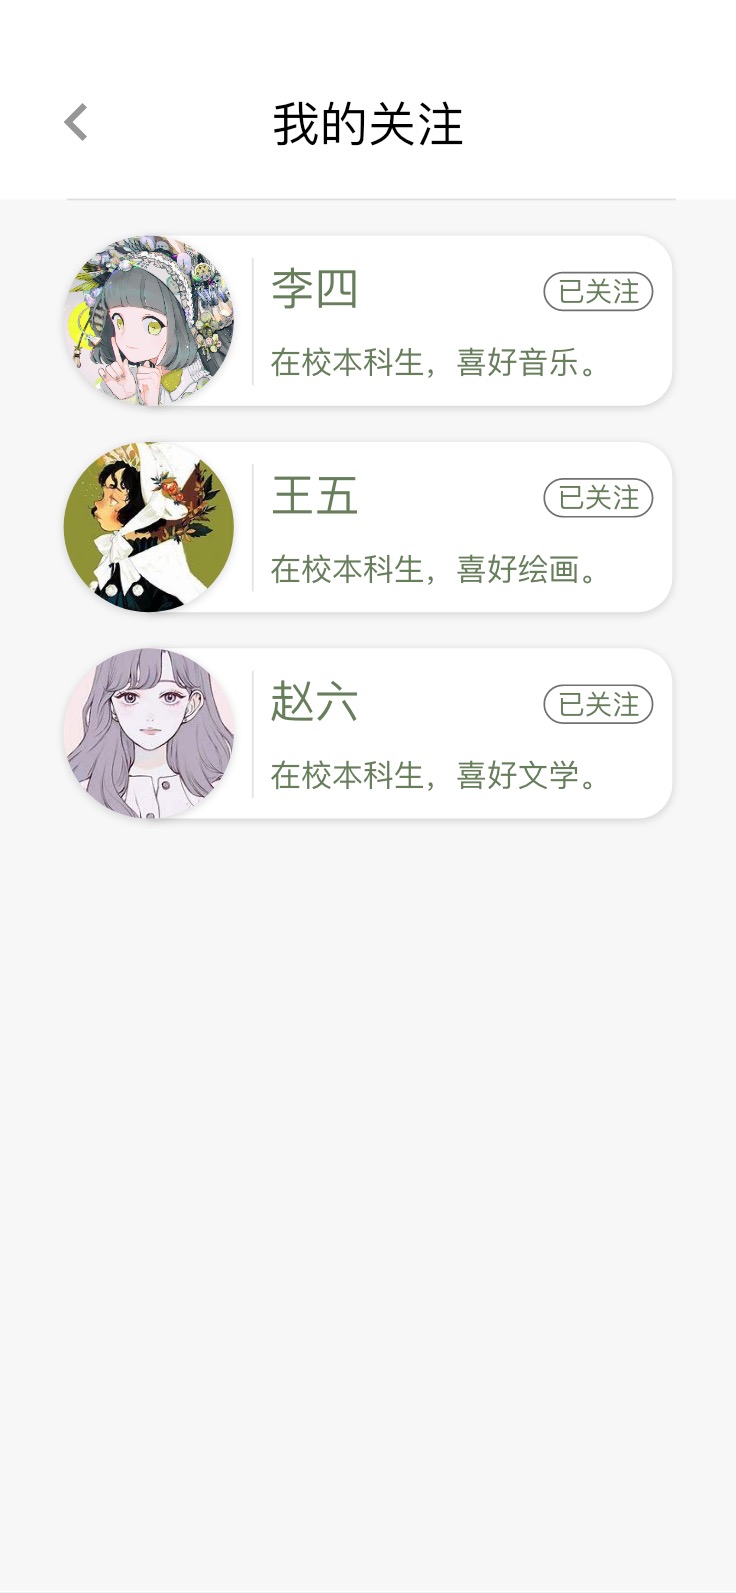 我的关注
李四
已关注
在校本科生，喜好音乐。
王五
已关注
在校本科生，喜好绘画。
赵六
已关注
在校本科生，喜好文学。